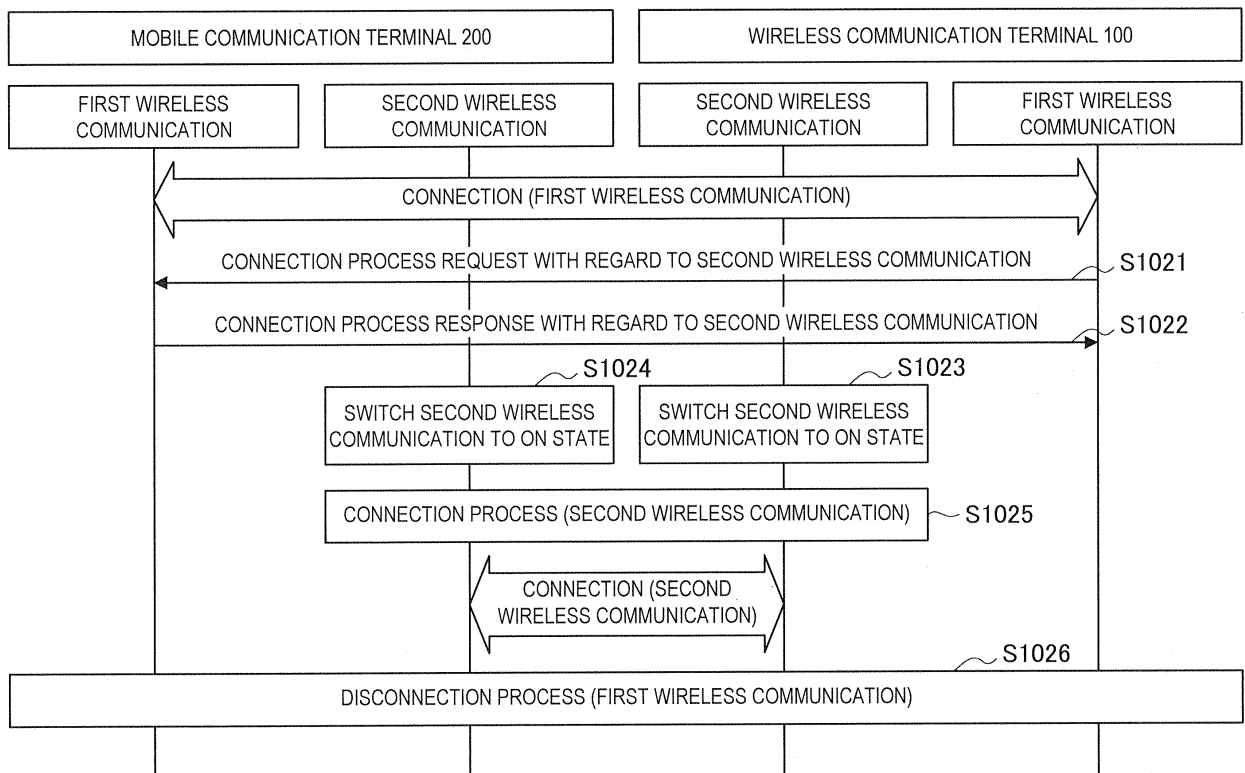 MOBILE COMMUNICATION TERMINAL 200
WIRELESS COMMUNICATION TERMINAL 100
FIRST WIRELESS
COMMUNICATION
SECOND WIRELESS
COMMUNICATION
SECOND WIRELESS
COMMUNICATION
FIRST WIRELESS
COMMUNICATION
CONNECTION (FIRST WIRELESS COMMUNICATION)
CONNECTION PROCESS REQUEST WITH REGARD TO SECOND WIRELESS COMMUNICATION
S1021
CONNECTION PROCESS RESPONSE WITH REGARD TO SECOND WIRELESS COMMUNICATION
S1022
S1024
S1023
SWITCH SECOND WIRELESS
COMMUNICATION TO ON STATE
SWITCH SECOND WIRELESS
COMMUNICATION TO ON STATE
CONNECTION PROCESS (SECOND WIRELESS COMMUNICATION)
S1025
CONNECTION (SECOND
WIRELESS COMMUNICATION)
S1026
DISCONNECTION PROCESS (FIRST WIRELESS COMMUNICATION)